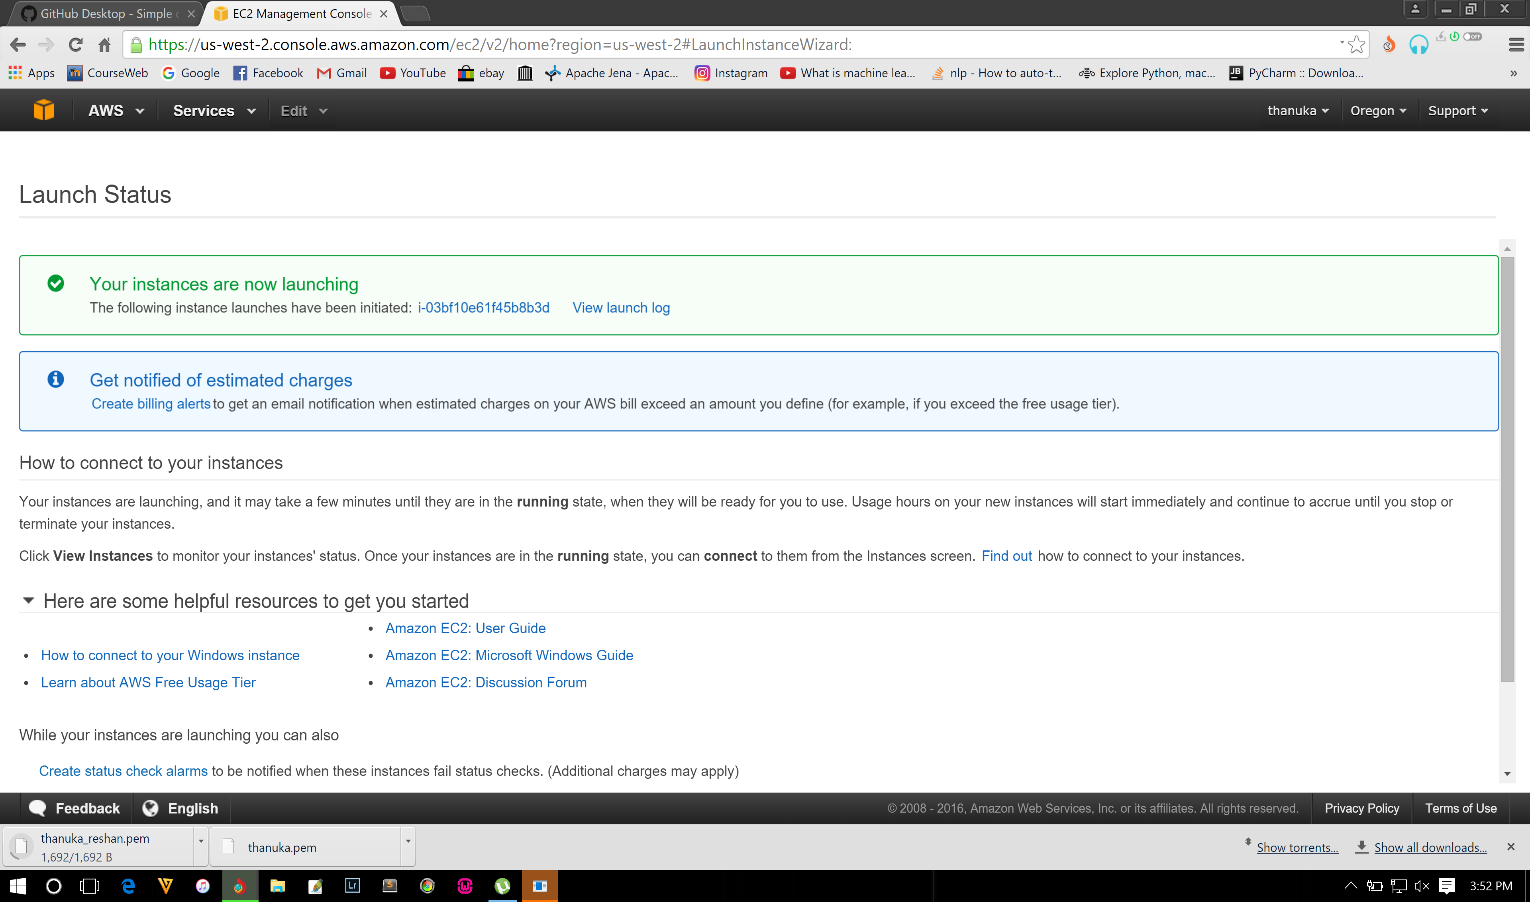 GitHub Desktop - Simple
EC2 Management Console
https://us-west-2.console.aws.amazon.com/ec2/v2/home?region=us-west-2#LaunchInstanceWizard:
Apps CourseWeb Google Facebook Gmail YouTube ebay Apache Jena - Apac... Instagram What is machine lea... nlp - How to auto-t... Explore Python, mac... PyCharm :: Downloa... »
AWS Services Edit thanuka Oregon Support
Launch Status
Your instances are now launching
The following instance launches have been initiated: i-03bf10e61f45b8b3d View launch log
Get notified of estimated charges
Create billing alerts to get an email notification when estimated charges on your AWS bill exceed an amount you define (for example, if you exceed the free usage tier).
How to connect to your instances
Your instances are launching, and it may take a few minutes until they are in the running state, when they will be ready for you to use. Usage hours on your new instances will start immediately and continue to accrue until you stop or
terminate your instances.
Click View Instances to monitor your instances' status. Once your instances are in the running state, you can connect to them from the Instances screen. Find out how to connect to your instances.
Here are some helpful resources to get you started
• Amazon EC2: User Guide
• How to connect to your Windows instance • Amazon EC2: Microsoft Windows Guide
• Learn about AWS Free Usage Tier • Amazon EC2: Discussion Forum
While your instances are launching you can also
Create status check alarms to be notified when these instances fail status checks. (Additional charges may apply)
Feedback English © 2008 - 2016, Amazon Web Services, Inc. or its affiliates. All rights reserved. Privacy Policy Terms of Use
thanuka_reshan.pem
1,692/1,692 B
thanuka.pem
Show torrents...
Show all downloads...
Lr
3:52 PM